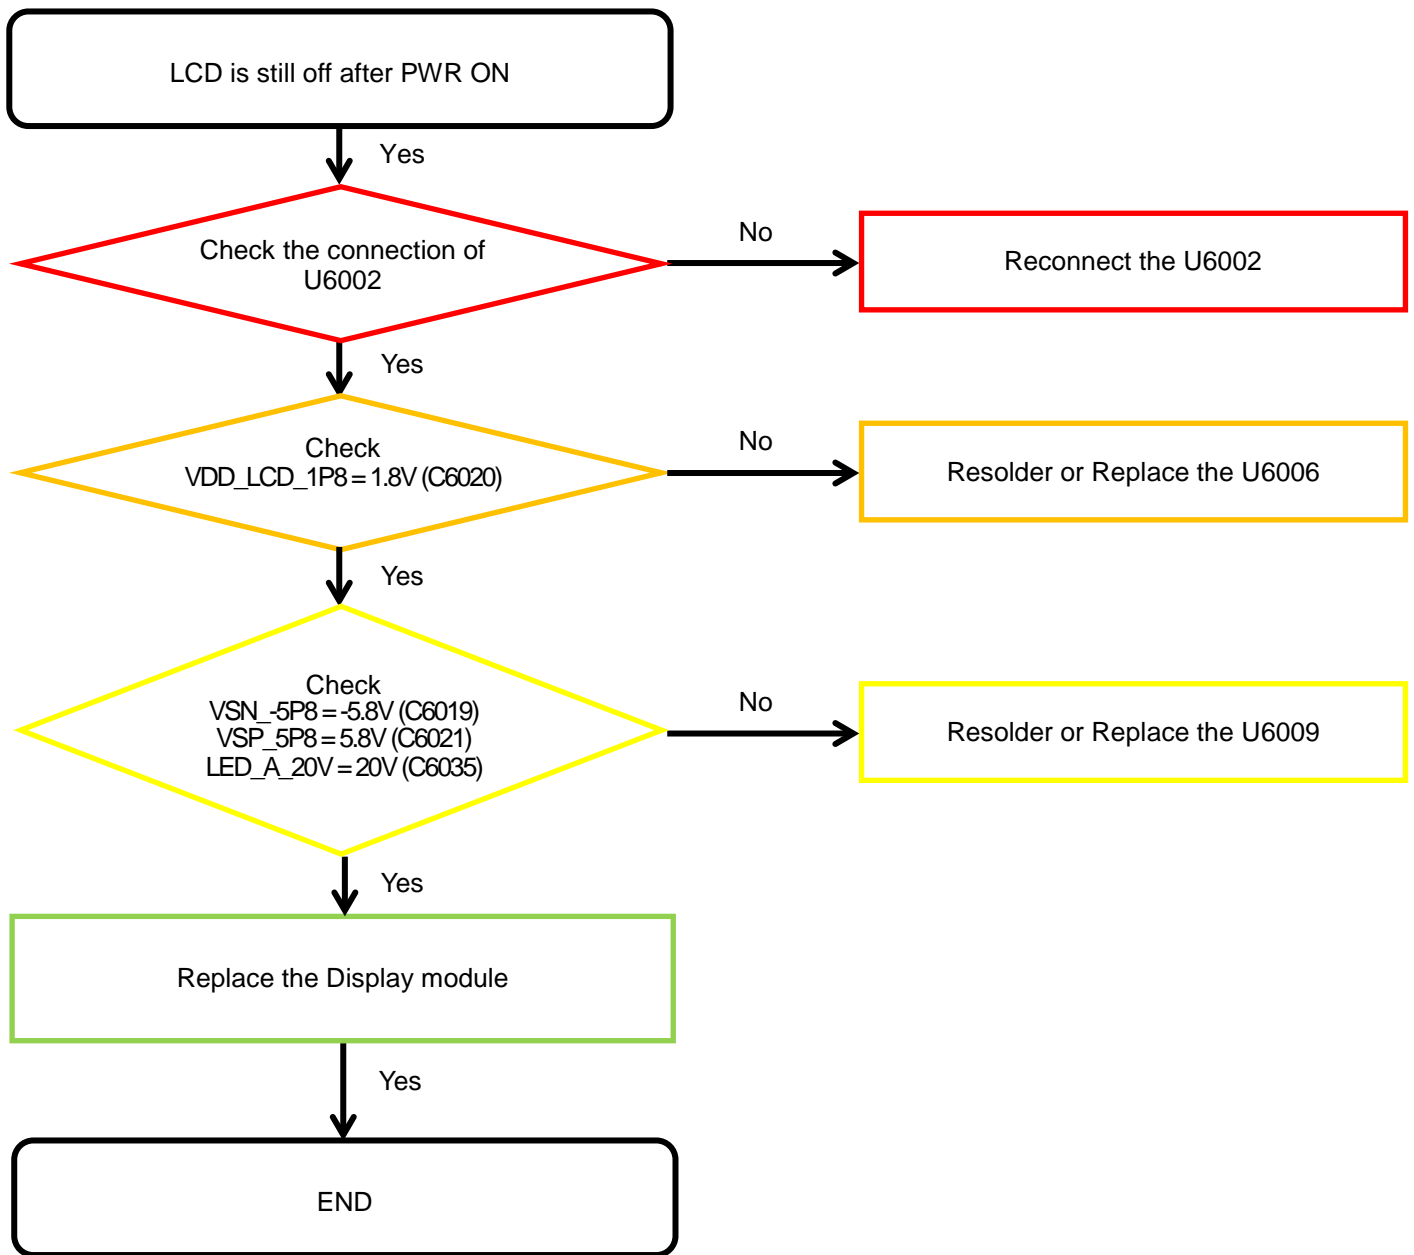 LCD is still off after PWR ON
Yes
Check the connection of
U6002
No
Reconnect the U6002
Yes
Check
VDD_LCD_1P8 = 1.8V (C6020)
No
Resolder or Replace the U6006
Yes
Check
VSN_-5P8 = -5.8V (C6019)
VSP_5P8 = 5.8V (C6021)
LED_A_20V = 20V (C6035)
No
Resolder or Replace the U6009
Yes
Replace the Display module
Yes
END